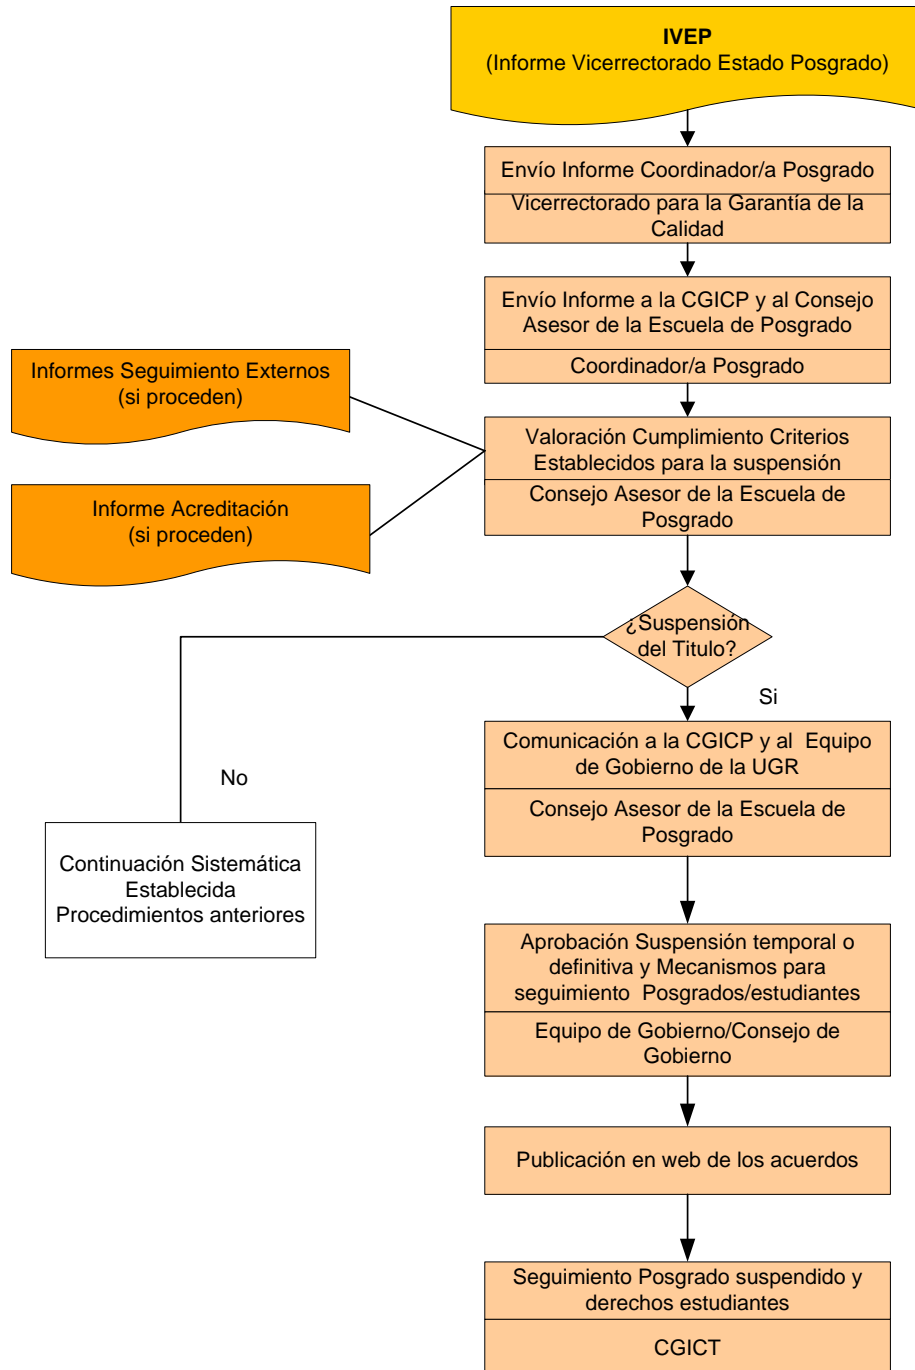 IVEP
(Informe Vicerrectorado Estado Posgrado)
Envío Informe Coordinador/a Posgrado
Vicerrectorado para la Garantía de la
Calidad
Envío Informe a la CGICP y al Consejo
Asesor de la Escuela de Posgrado
Coordinador/a Posgrado
Informes Seguimiento Externos
(si proceden)
Valoración Cumplimiento Criterios
Establecidos para la suspensión
Consejo Asesor de la Escuela de
Posgrado
Informe Acreditación
(si proceden)
¿Suspensión
del Titulo?
Si
No
Comunicación a la CGICP y al  Equipo
de Gobierno de la UGR
Consejo Asesor de la Escuela de
Posgrado
Continuación Sistemática
Establecida
Procedimientos anteriores
Aprobación Suspensión temporal o
definitiva y Mecanismos para
seguimiento  Posgrados/estudiantes
Equipo de Gobierno/Consejo de
Gobierno
Publicación en web de los acuerdos
Seguimiento Posgrado suspendido y
derechos estudiantes
CGICT